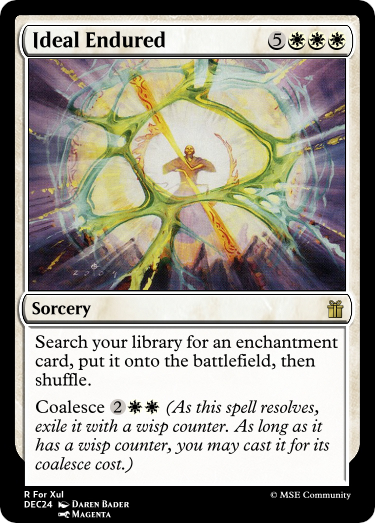 Ideal Endured 5
Sorcery
Search your library for an enchantment
card, put it onto the battlefield, then
shuffle.
Coalesce 2 (As this spell resolves,
exile it with a wisp counter. As long as it
has a wisp counter, you may cast it for its
coalesce cost.)
R For Xul
DEC24 Daren Bader
© MSE Community
Magenta